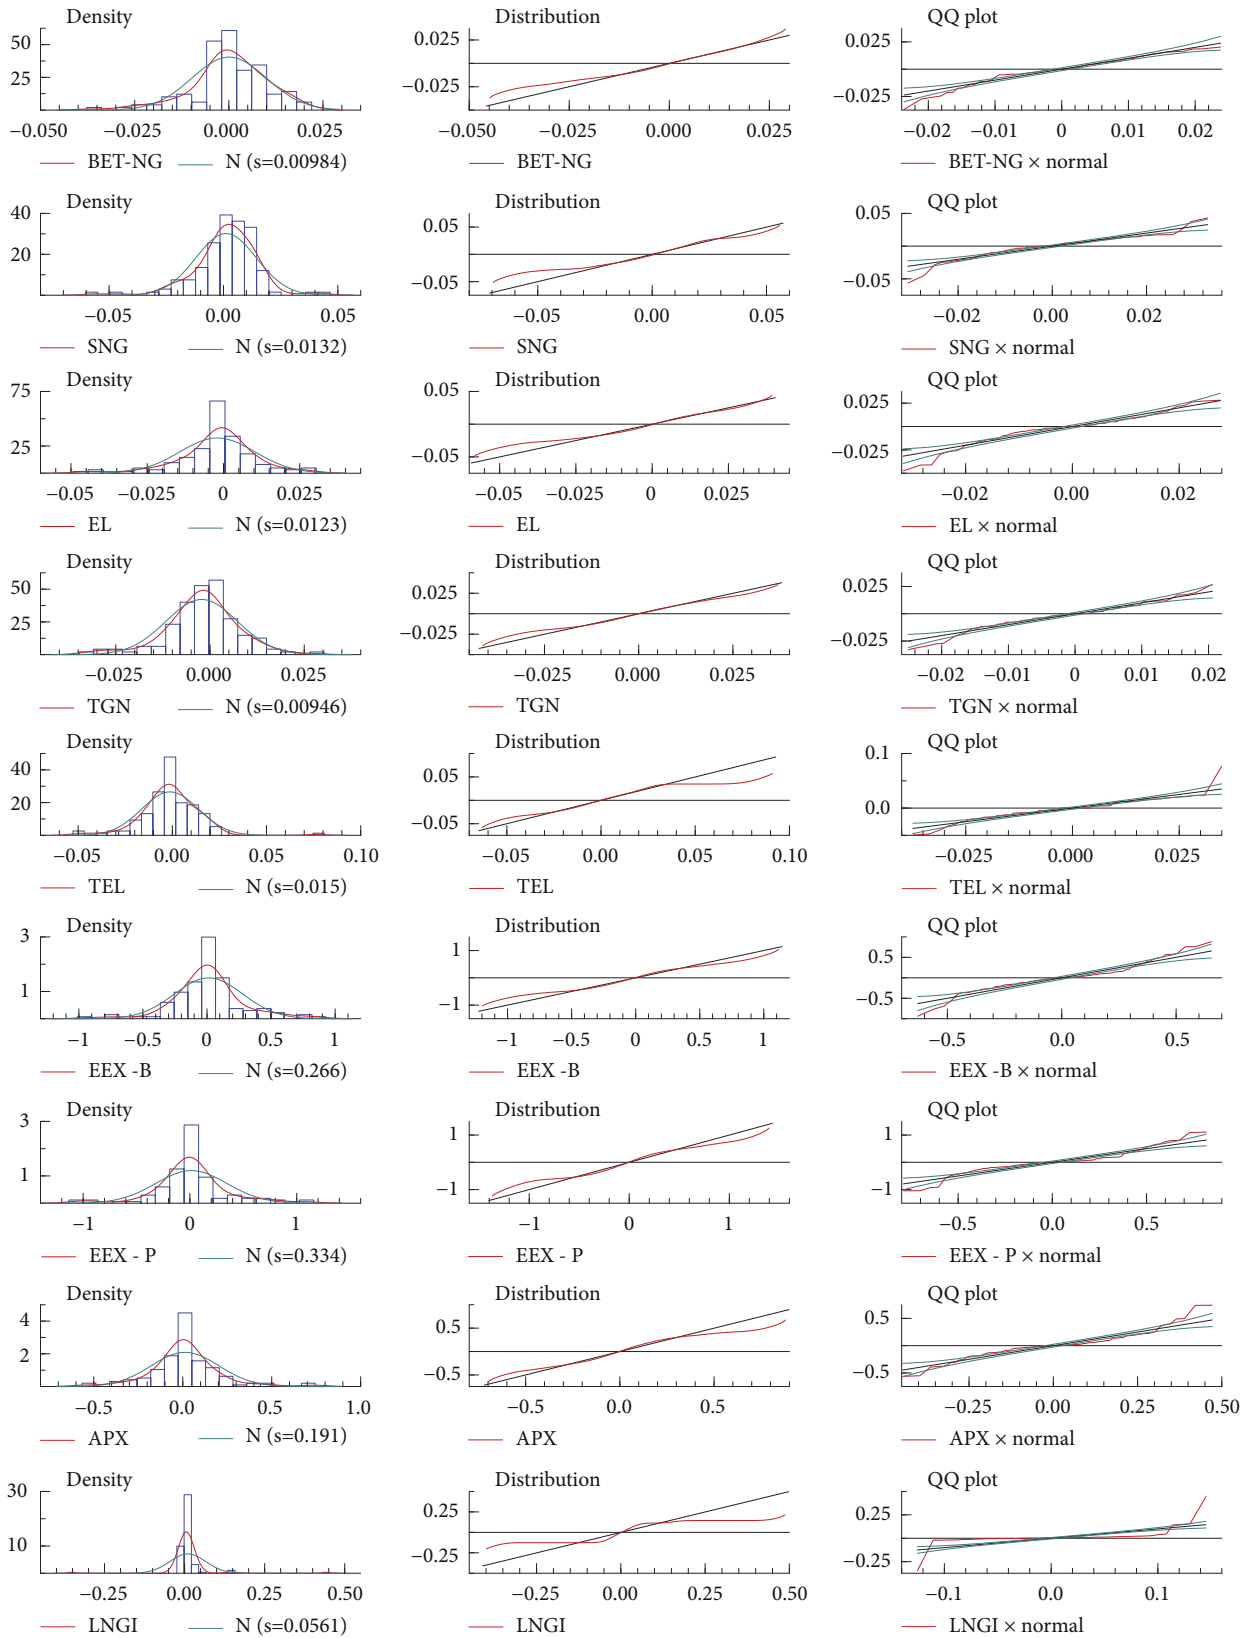 Density Distribution QQ plot
50 0.025 0.025
25 −0.025 −0.025
−0.050 −0.025 0.000 0.025 −0.050 −0.025 0.000 0.030 −0.02 −0.01 0 0.01 0.02
BET-NG N (s=0.00984) BET-NG BET-NG × normal
Density Distribution QQ plot
40 0.05 0.05
20 −0.05 −0.05
−0.05 0.00 0.05 −0.05 0.00 0.05 −0.02 0.00 0.02
SNG N (s=0.0132) SNG SNG × normal
Density Distribution QQ plot
75 0.05 0.025
25 −0.05 −0.025
−0.05 −0.025 0 0.025 −0.05 −0.025 0 0.025 −0.02 0.00 0.02
EL N (s=0.0123) EL EL × normal
Density Distribution QQ plot
50 0.025 0.025
25 −0.025 −0.025
−0.025 0.000 0.025 −0.025 0.000 0.025 −0.02 −0.01 0 0.01 0.02
TGN N (s=0.00946) TGN TGN × normal
Density Distribution QQ plot
40 0.05 0.1
20 −0.05 0.0
−0.05 0.00 0.05 0.10 −0.05 0.00 0.05 0.10 −0.025 0.000 0.025
TEL N (s=0.015) TEL TEL × normal
Density Distribution QQ plot
3 1 0.5
1 −1 −0.5
−1 −0.5 0 0.5 1 −1 −0.5 0 0.5 1 −0.5 0.0 0.5
EEX -B N (s=0.266) EEX -B EEX -B × normal
Density Distribution QQ plot
3 1 1
1 −1 −1
−1 0 1 −1 0 1 −0.5 0.0 0.5
EEX - P N (s=0.334) EEX - P EEX - P × normal
Density Distribution QQ plot
4 0.5 0.5
2 −0.5 −0.5
−0.5 0.0 0.5 1.0 −0.5 0.0 0.5 −0.25 0.00 0.25 0.50
APX N (s=0.191) APX APX × normal
Density Distribution QQ plot
30 0.25 0.25
10 −0.25 −0.25
−0.25 0.00 0.25 0.50 −0.25 0.00 0.25 0.50 −0.1 0.0 0.1
LNGI N (s=0.0561) LNGI LNGI × normal